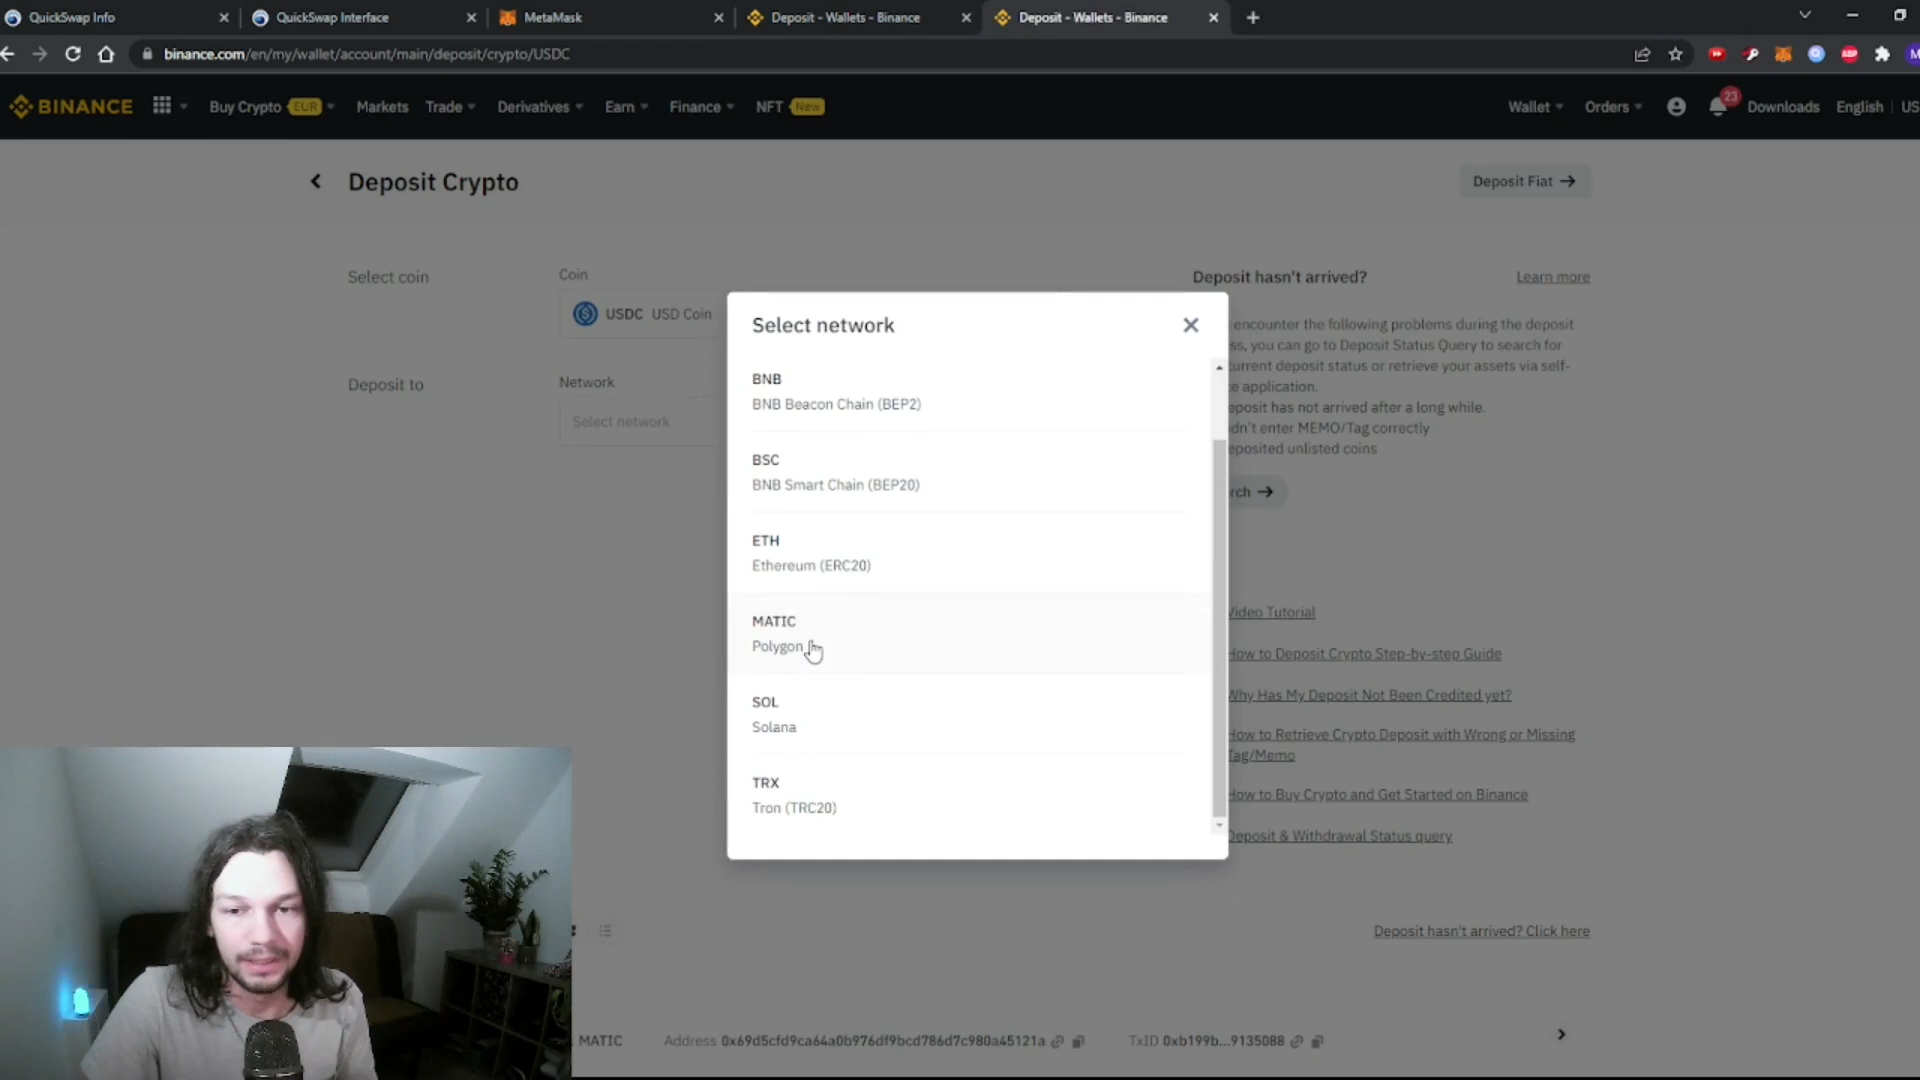 QuickSwap Info
QuickSwap Interface
MetaMask
Deposit - Wallets - Binance
Deposit - Wallets - Binance
binance.com/en/my/wallet/account/main/deposit/crypto/USDC
ABP
M
BINANCE
Buy Crypto EUR
Markets
Trade
Derivatives
Earn
Finance
NFT New
Wallet
Orders
23
Downloads
English
US
Deposit Crypto
Deposit Fiat
Select coin
Coin
USDC USD Coin
Deposit to
Network
Select network
Select network
BNB
BNB Beacon Chain (BEP2)
BSC
BNB Smart Chain (BEP20)
ETH
Ethereum (ERC20)
MATIC
Polygon
SOL
Solana
TRX
Tron (TRC20)
Deposit hasn't arrived?
Learn more
encounter the following problems during the deposit
ss, you can go to Deposit Status Query to search for
current deposit status or retrieve your assets via self-
e application.
eposit has not arrived after a long while.
dn't enter MEMO/Tag correctly
eposited unlisted coins
rch
Video Tutorial
How to Deposit Crypto Step-by-step Guide
Why Has My Deposit Not Been Credited yet?
How to Retrieve Crypto Deposit with Wrong or Missing
Tag/Memo
How to Buy Crypto and Get Started on Binance
Deposit & Withdrawal Status query
Deposit hasn't arrived? Click here
MATIC
Address 0x69d5cfd9ca64a0b976df9bcd786d7c980a45121a
TxID 0xb199b...9135088